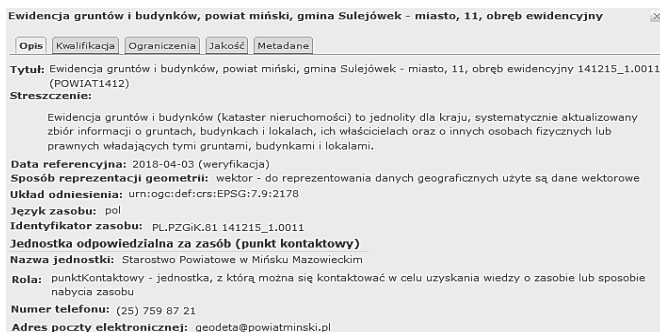 Ewidencja gruntów i budynków, powiat miński, gmina Sulejówek - miasto, 11, obręb ewidencyjny
Opis Kwalifikacja Ograniczenia Jakość Metadane
Tytuł: Ewidencja gruntów i budynków, powiat miński, gmina Sulejówek - miasto, 11, obręb ewidencyjny 141215_1.0011
(POWIAT1412)
Streszczenie:
Ewidencja gruntów i budynków (kataster nieruchomości) to jednolity dla kraju, systematycznie aktualizowany
zbiór informacji o gruntach, budynkach i lokalach, ich właścicielach oraz o innych osobach fizycznych lub
prawnych władających tymi gruntami, budynkami i lokalami.
Data referencyjna: 2018-04-03 (weryfikacja)
Sposób reprezentacji geometrii: wektor - do reprezentowania danych geograficznych użyte są dane wektorowe
Układ odniesienia: urn:ogc:def:crs:EPSG:7.9:2178
Język zasobu: pol
Identyfikator zasobu: PL.PZGiK.81 141215_1.0011
Jednostka odpowiedzialna za zasób (punkt kontaktowy)
Nazwa jednostki: Starostwo Powiatowe w Mińsku Mazowieckim
Rola: punktKontaktowy - jednostka, z którą można się kontaktować w celu uzyskania wiedzy o zasobie lub sposobie
nabycia zasobu
Numer telefonu: (25) 759 87 21
Adres poczty elektronicznej: geodeta@powiatminski.pl